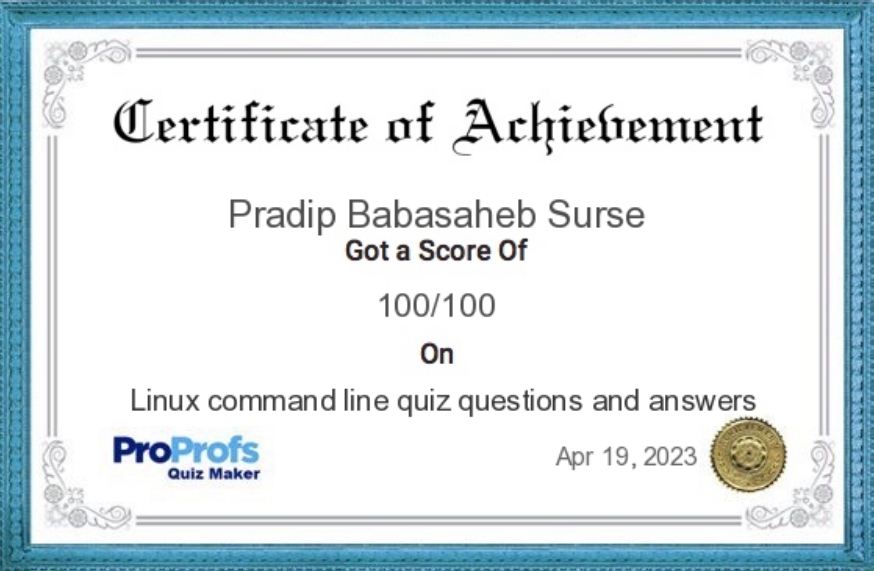 Certificate of Achievement
Pradip Babasaheb Surse
Got a Score Of
100/100
On
Linux command line quiz questions and answers
ProProfs
Quiz Maker
Apr 19, 2023